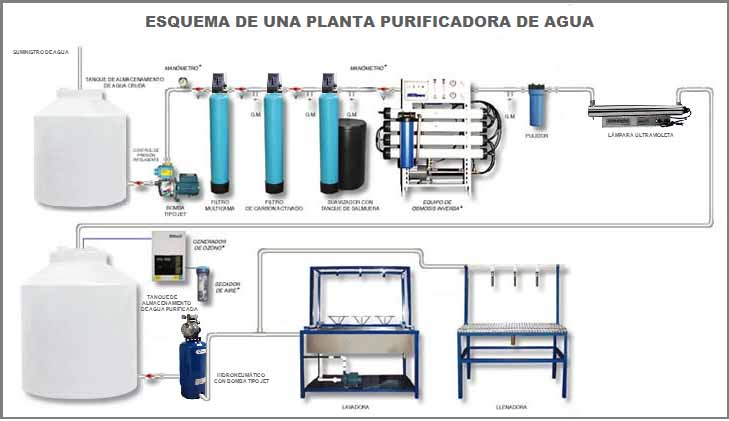 ESQUEMA DE UNA PLANTA PURIFICADORA DE AGUA
SUMINISTRO DE AGUA
TANQUE DE ALMACENAMIENTO
DE AGUA CRUDA
MANÓMETRO*
MANÓMETRO*
G.M.
G.M.
G.M.
G.M.
PULIDOR
LÁMPARA ULTRAVIOLETA
CONTROL DE
PRESIÓN
BOMBA
TIPO JET
FILTRO
MULTICAMA
FILTRO
DE CARBON ACTIVADO
SUAVIZADOR CON
TANQUE DE SALMUERA
EQUIPO DE
ÓSMOSIS INVERSA*
GENERADOR
DE OZONO*
SECADOR
DE AIRE*
TANQUE DE
ALMACENAMIENTO
DE AGUA PURIFICADA
HIDRONEUMÁTICO
CON BOMBA TIPO JET
LAVADORA
LLENADORA